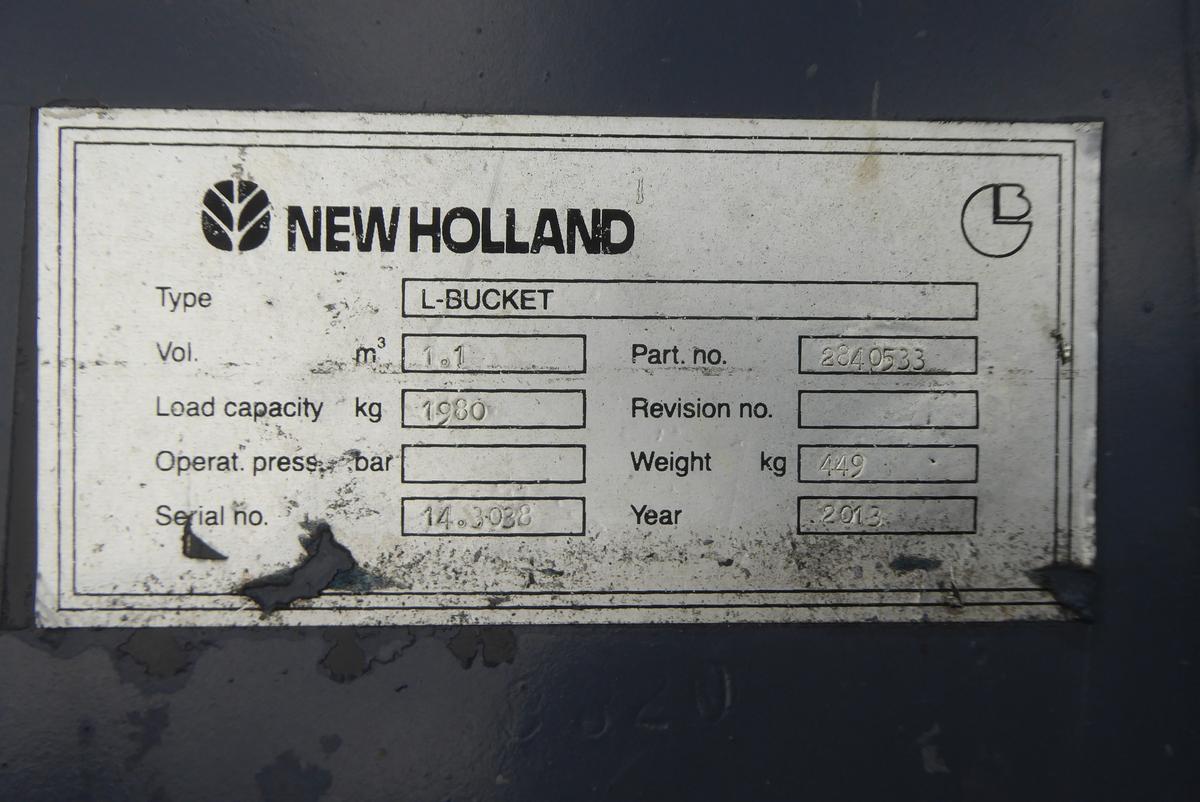 NEW HOLLAND
Type L-BUCKET
Vol. m³ 1.1 Part. no. 2840533
Load capacity kg 1980 Revision no.
Operat. press. bar Weight kg 449
Serial no. 14.3038 Year 2013